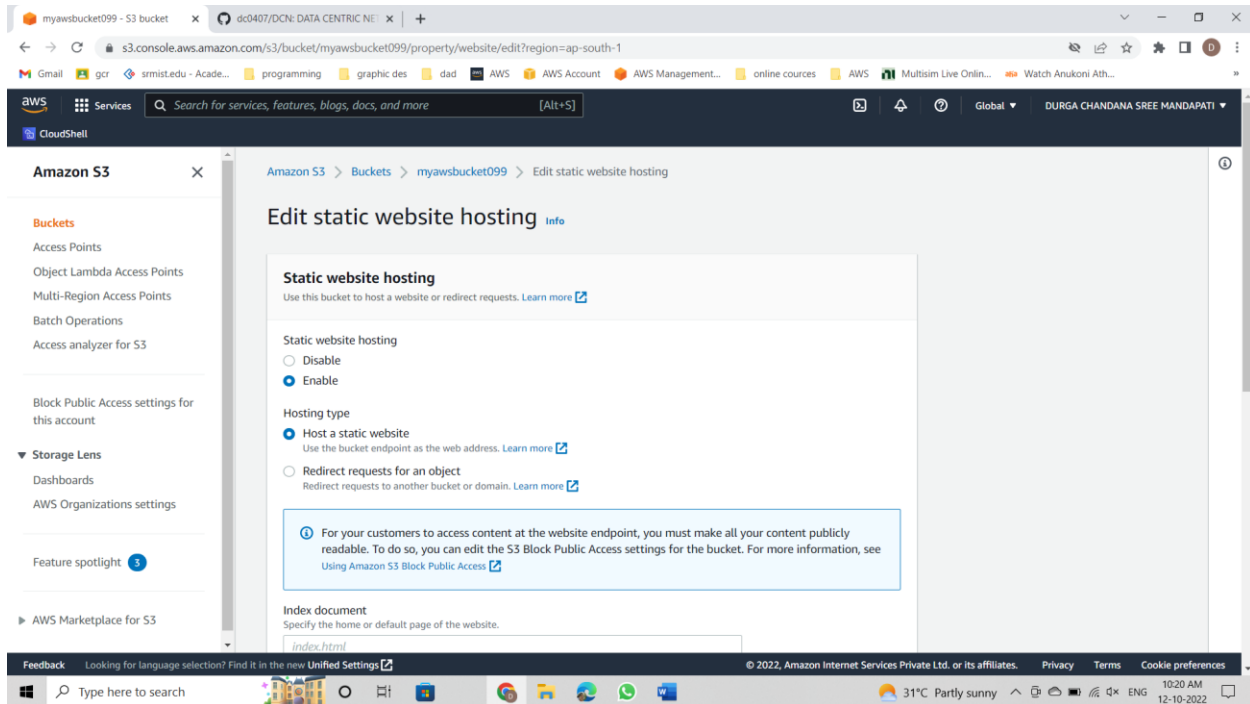 myawsbucket099 - S3 bucket
dc0407/DCN: DATA CENTRIC NET
s3.console.aws.amazon.com/s3/bucket/myawsbucket099/property/website/edit?region=ap-south-1
D
Gmail
gcr
srmist.edu - Acade...
programming
graphic des
dad
AWS
AWS Account
AWS Management...
online cources
AWS
Multisim Live Onlin...
Watch Anukoni Ath...
aws
Services
Search for services, features, blogs, docs, and more
[Alt+S]
Global
DURGA CHANDANA SREE MANDAPATI
CloudShell
Amazon S3
Buckets
Access Points
Object Lambda Access Points
Multi-Region Access Points
Batch Operations
Access analyzer for S3
Block Public Access settings for
this account
Storage Lens
Dashboards
AWS Organizations settings
Feature spotlight 3
AWS Marketplace for S3
Amazon S3 > Buckets > myawsbucket099 > Edit static website hosting
Edit static website hosting Info
Static website hosting
Use this bucket to host a website or redirect requests. Learn more
Static website hosting
Disable
Enable
Hosting type
Host a static website
Use the bucket endpoint as the web address. Learn more
Redirect requests for an object
Redirect requests to another bucket or domain. Learn more
For your customers to access content at the website endpoint, you must make all your content publicly
readable. To do so, you can edit the S3 Block Public Access settings for the bucket. For more information, see
Using Amazon S3 Block Public Access
Index document
Specify the home or default page of the website.
index.html
Feedback
Looking for language selection? Find it in the new Unified Settings
© 2022, Amazon Internet Services Private Ltd. or its affiliates.
Privacy
Terms
Cookie preferences
Type here to search
31°C Partly sunny
ENG
10:20 AM
12-10-2022